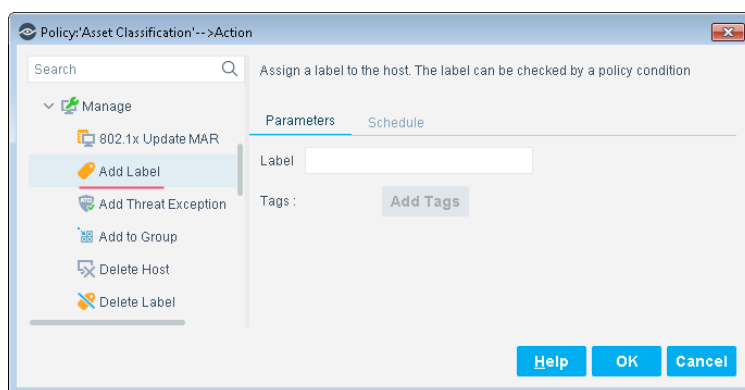 Policy:'Asset Classification'-->Action
Search
Assign a label to the host. The label can be checked by a policy condition
Manage
802.1x Update MAR
Add Label
Add Threat Exception
Add to Group
Delete Host
Delete Label
Parameters
Schedule
Label
Tags :
Add Tags
Help
OK
Cancel